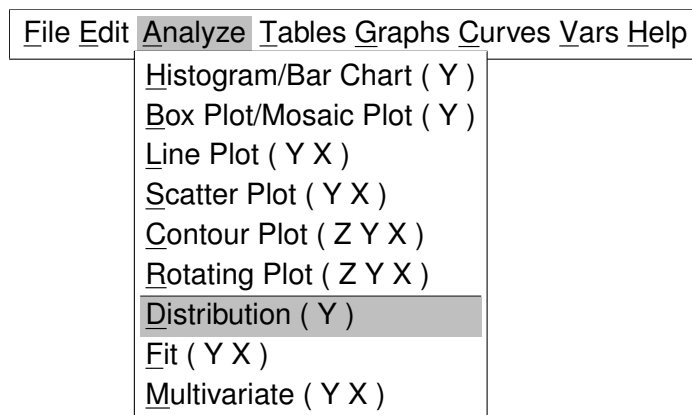 File Edit Analyze Tables Graphs Curves Vars Help
Histogram/Bar Chart ( Y )
Box Plot/Mosaic Plot ( Y )
Line Plot ( Y X )
Scatter Plot ( Y X )
Contour Plot ( Z Y X )
Rotating Plot ( Z Y X )
Distribution ( Y )
Fit ( Y X )
Multivariate ( Y X )